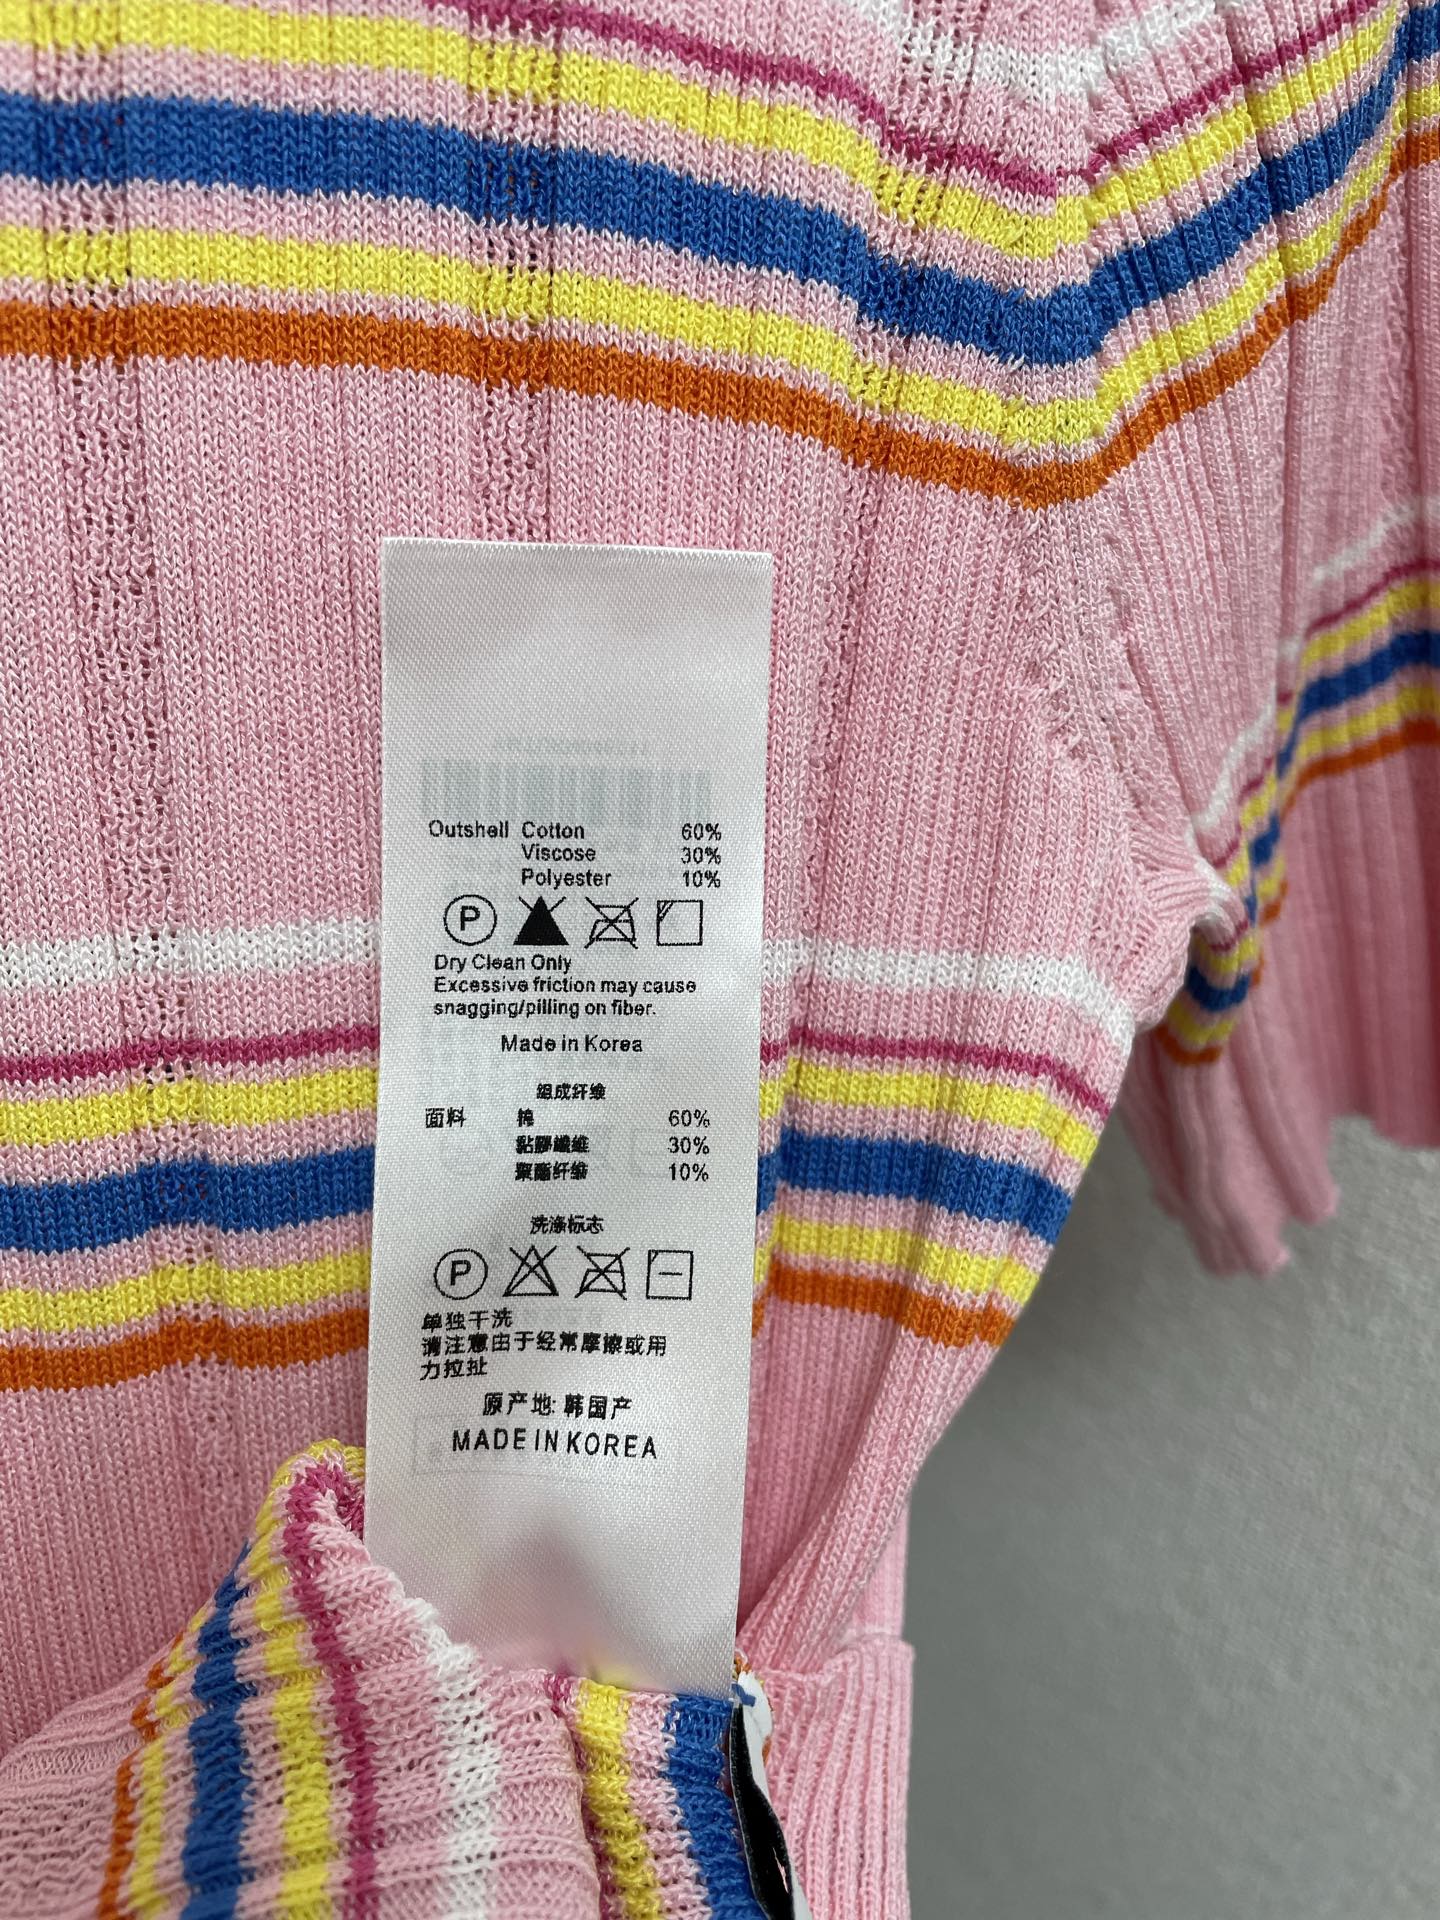 Outshell Cotton 60%
Viscose 30%
Polyester 10%
P
Dry Clean Only
Excessive friction may cause
snagging/pilling on fiber.
Made in Korea
组成纤维
面料 棉 60%
黏膠纖維 30%
聚酯纤维 10%
洗涤标志
P
单独干洗
请注意由于经常摩擦或用
力拉扯
原产地: 韩国产
MADE IN KOREA